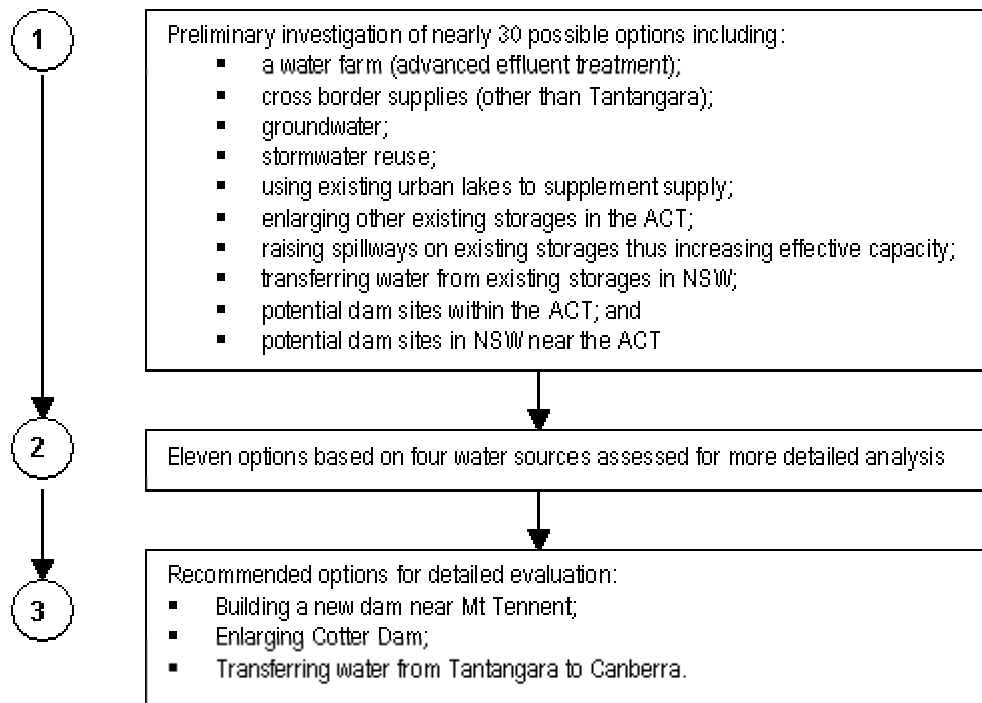 1
Preliminary investigation of nearly 30 possible options including:
▪ a water farm (advanced effluent treatment);
▪ cross border supplies (other than Tantangara);
▪ groundwater;
▪ stormwater reuse;
▪ using existing urban lakes to supplement supply;
▪ enlarging other existing storages in the ACT;
▪ raising spillways on existing storages thus increasing effective capacity;
▪ transferring water from existing storages in NSW;
▪ potential dam sites within the ACT; and
▪ potential dam sites in NSW near the ACT
2
Eleven options based on four water sources assessed for more detailed analysis
3
Recommended options for detailed evaluation:
▪ Building a new dam near Mt Tennent;
▪ Enlarging Cotter Dam;
▪ Transferring water from Tantangara to Canberra.